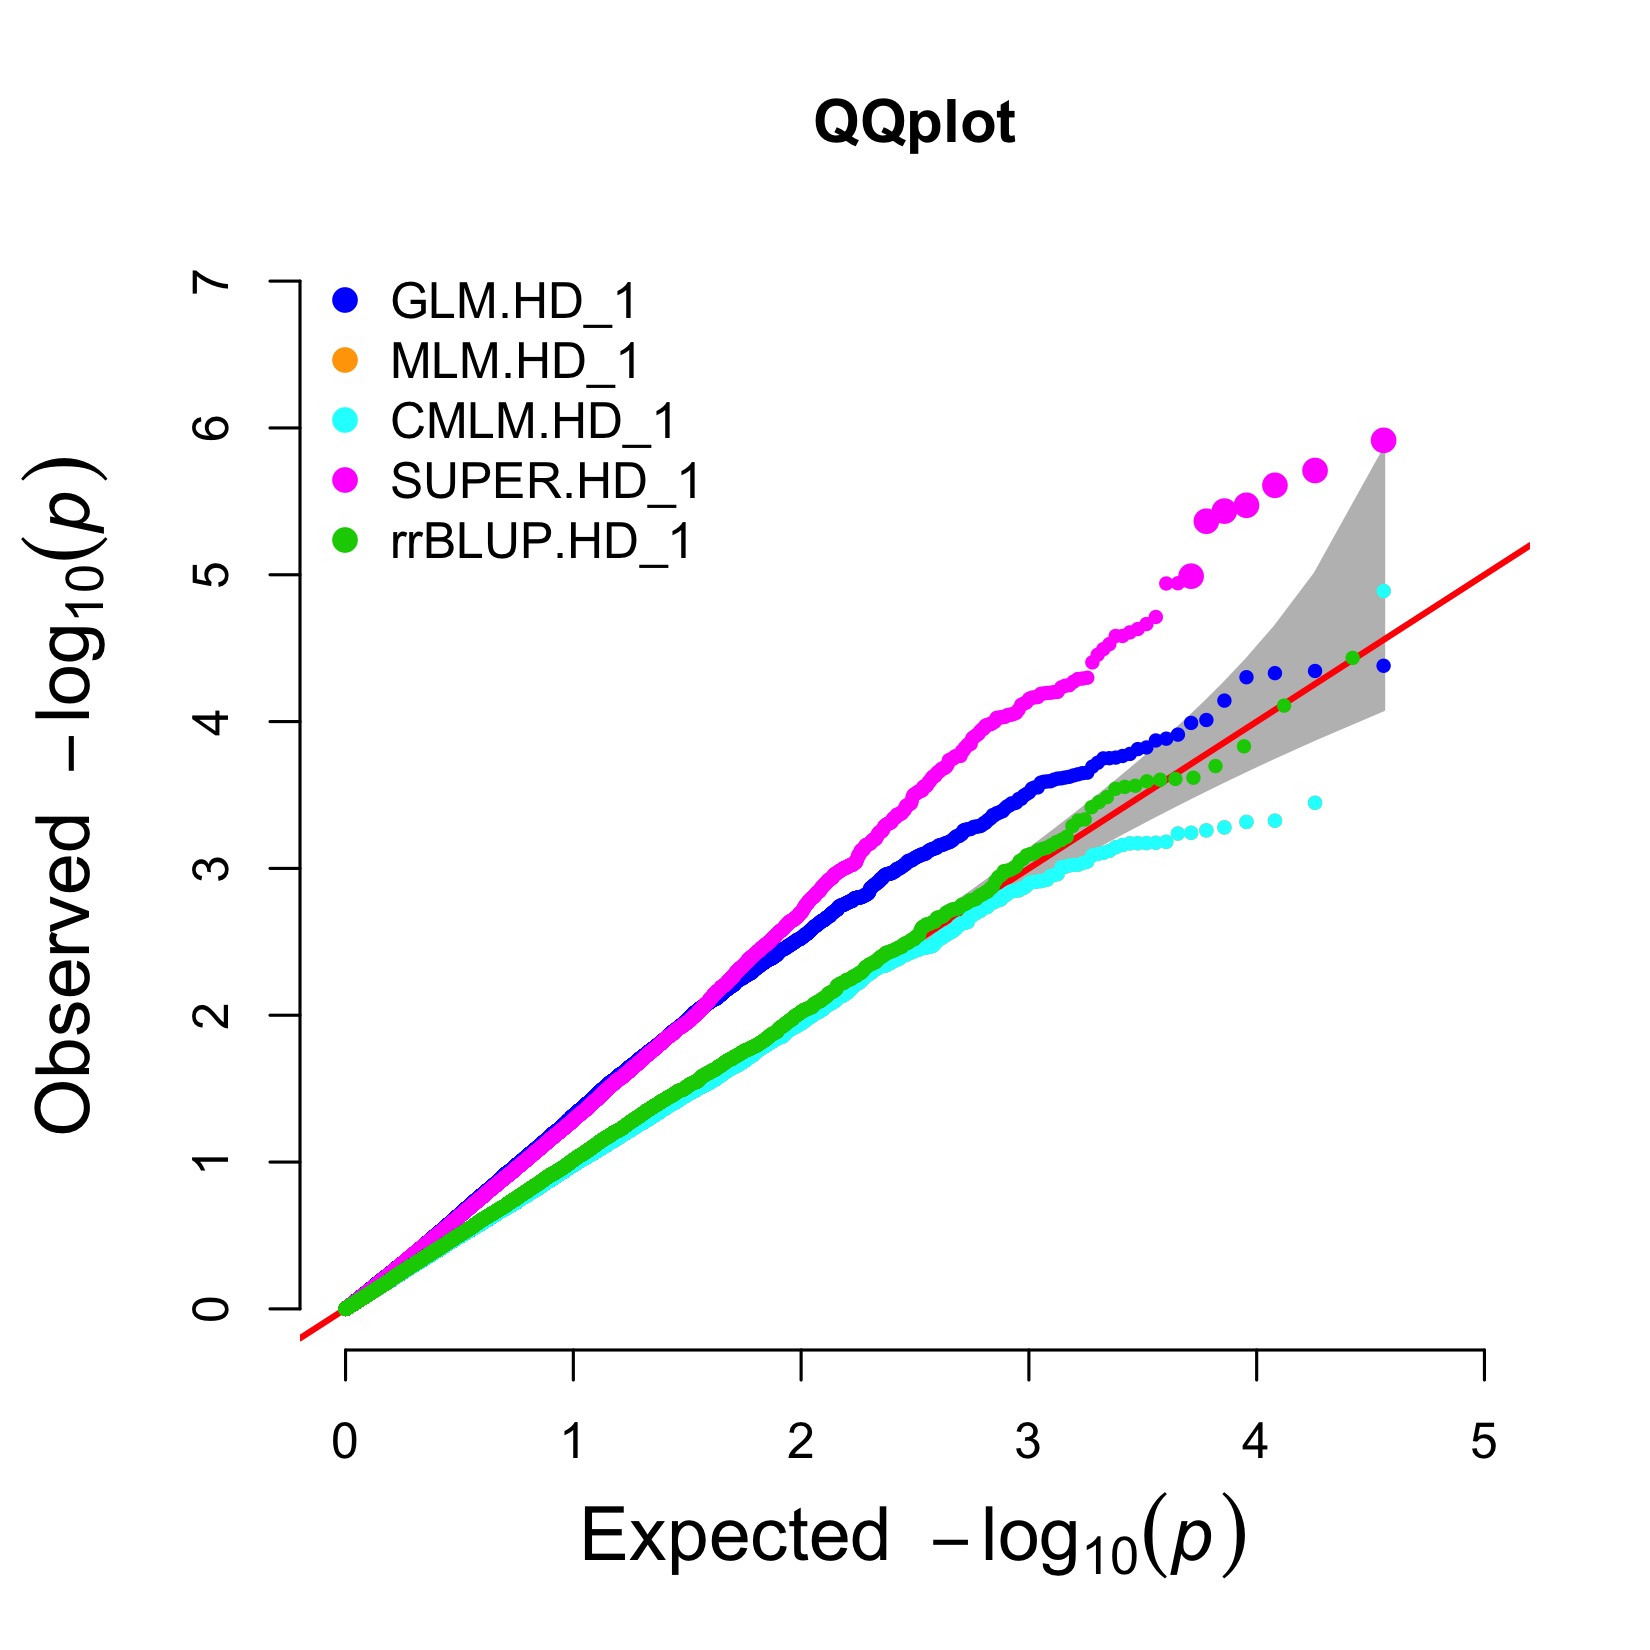 QQplot
GLM.HD_1
MLM.HD_1
CMLM.HD_1
SUPER.HD_1
rrBLUP.HD_1
7
6
5
4
3
2
1
0
Observed −log10(p)
0 1 2 3 4 5
Expected −log10(p)